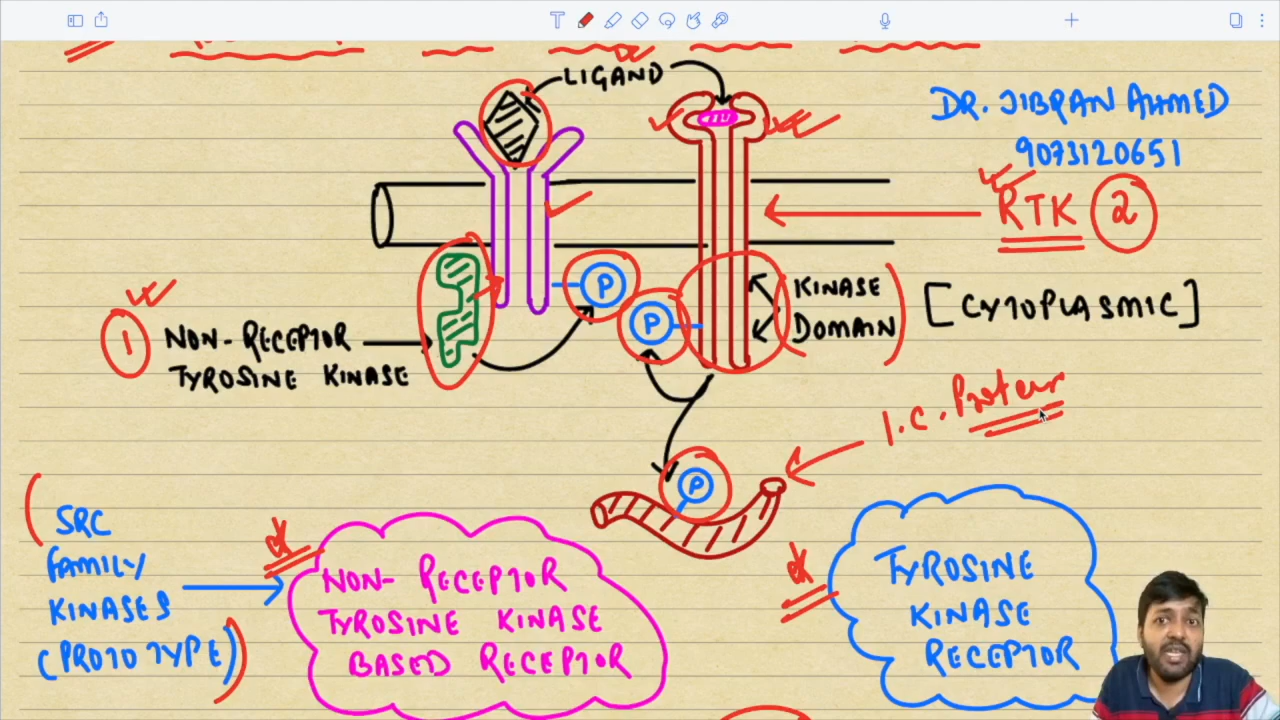 LIGAND
DR. JIBRAN AHMED
9073120651
RTK 2
1
NON-RECEPTOR
TYROSINE KINASE
P
P
KINASE
DOMAIN
[CYTOPLASMIC]
I.C. Protein
P
SRC
FAMILY
KINASES
(PROTOTYPE)
NON-RECEPTOR
TYROSINE KINASE
BASED RECEPTOR
TYROSINE
KINASE
RECEPTOR